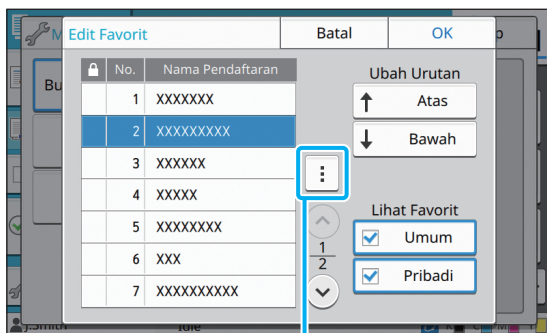 Edit Favorit
Batal
OK
No. Nama Pendaftaran
1 XXXXXXX
2 XXXXXXXXX
3 XXXXXX
4 XXXXX
5 XXXXXXXX
6 XXX
7 XXXXXXXXXX
1
2
Ubah Urutan
Atas
Bawah
Lihat Favorit
Umum
Pribadi
Bu
J.Smith
Idle
K
C
M
Y